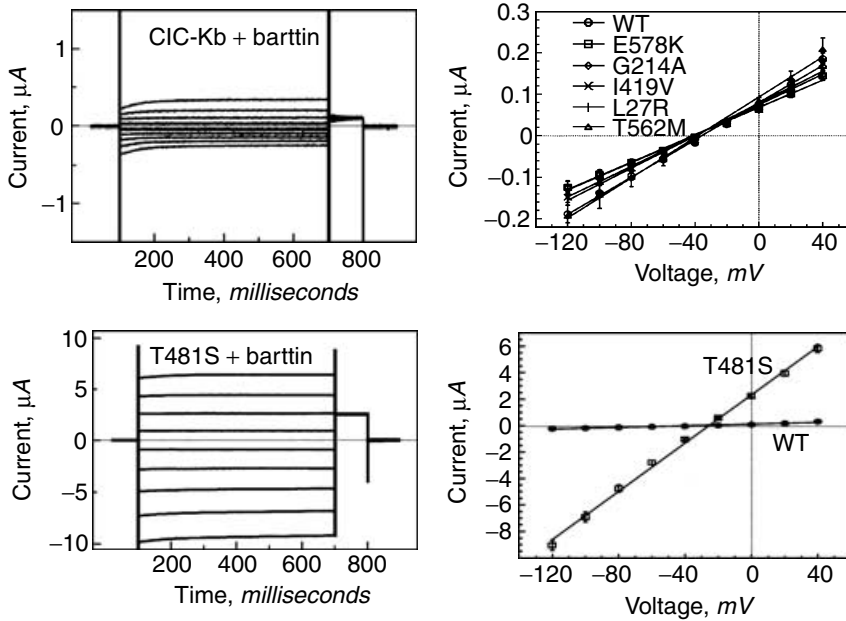 CIC-Kb + barttin
Current, μA
1
0
−1
200 400 600 800
Time, milliseconds
WT
E578K
G214A
I419V
L27R
T562M
Current, μA
0.3
0.2
0.1
0
−0.1
−0.2
−120 −80 −40 0 40
Voltage, mV
T481S + barttin
Current, μA
10
5
0
−5
−10
200 400 600 800
Time, milliseconds
T481S
WT
Current, μA
6
4
2
0
−2
−4
−6
−8
−120 −80 −40 0 40
Voltage, mV